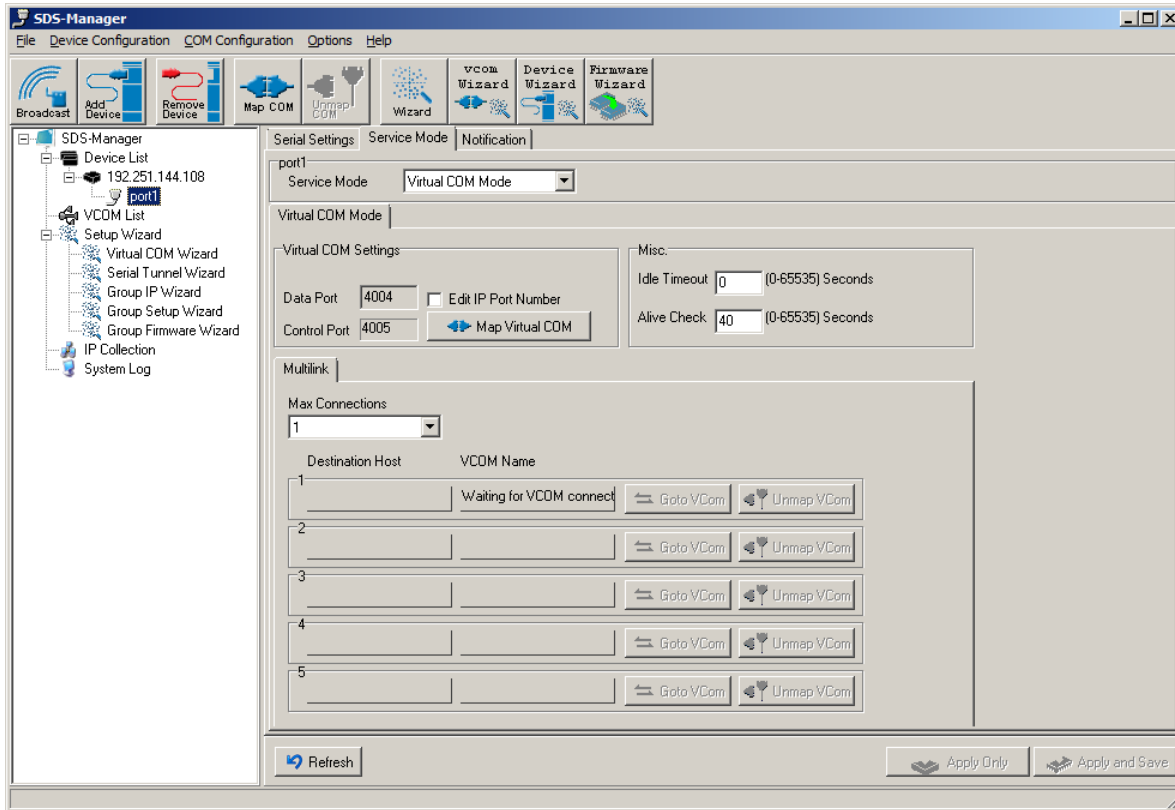 SDS-Manager
File Device Configuration COM Configuration Options Help
Broadcast
Add Device
Remove Device
Map COM
Unmap COM
Wizard
vcom Wizard
Device Wizard
Firmware Wizard
SDS-Manager
Device List
192.251.144.108
port1
VCOM List
Setup Wizard
Virtual COM Wizard
Serial Tunnel Wizard
Group IP Wizard
Group Setup Wizard
Group Firmware Wizard
IP Collection
System Log
Serial Settings Service Mode Notification
port1
Service Mode Virtual COM Mode
Virtual COM Mode
Virtual COM Settings
Data Port 4004 Edit IP Port Number
Control Port 4005 Map Virtual COM
Misc.
Idle Timeout 0 (0-65535) Seconds
Alive Check 40 (0-65535) Seconds
Multilink
Max Connections
1
Destination Host VCOM Name
1 Waiting for VCOM connect Goto VCom Unmap VCom
2 Goto VCom Unmap VCom
3 Goto VCom Unmap VCom
4 Goto VCom Unmap VCom
5 Goto VCom Unmap VCom
Refresh Apply Only Apply and Save